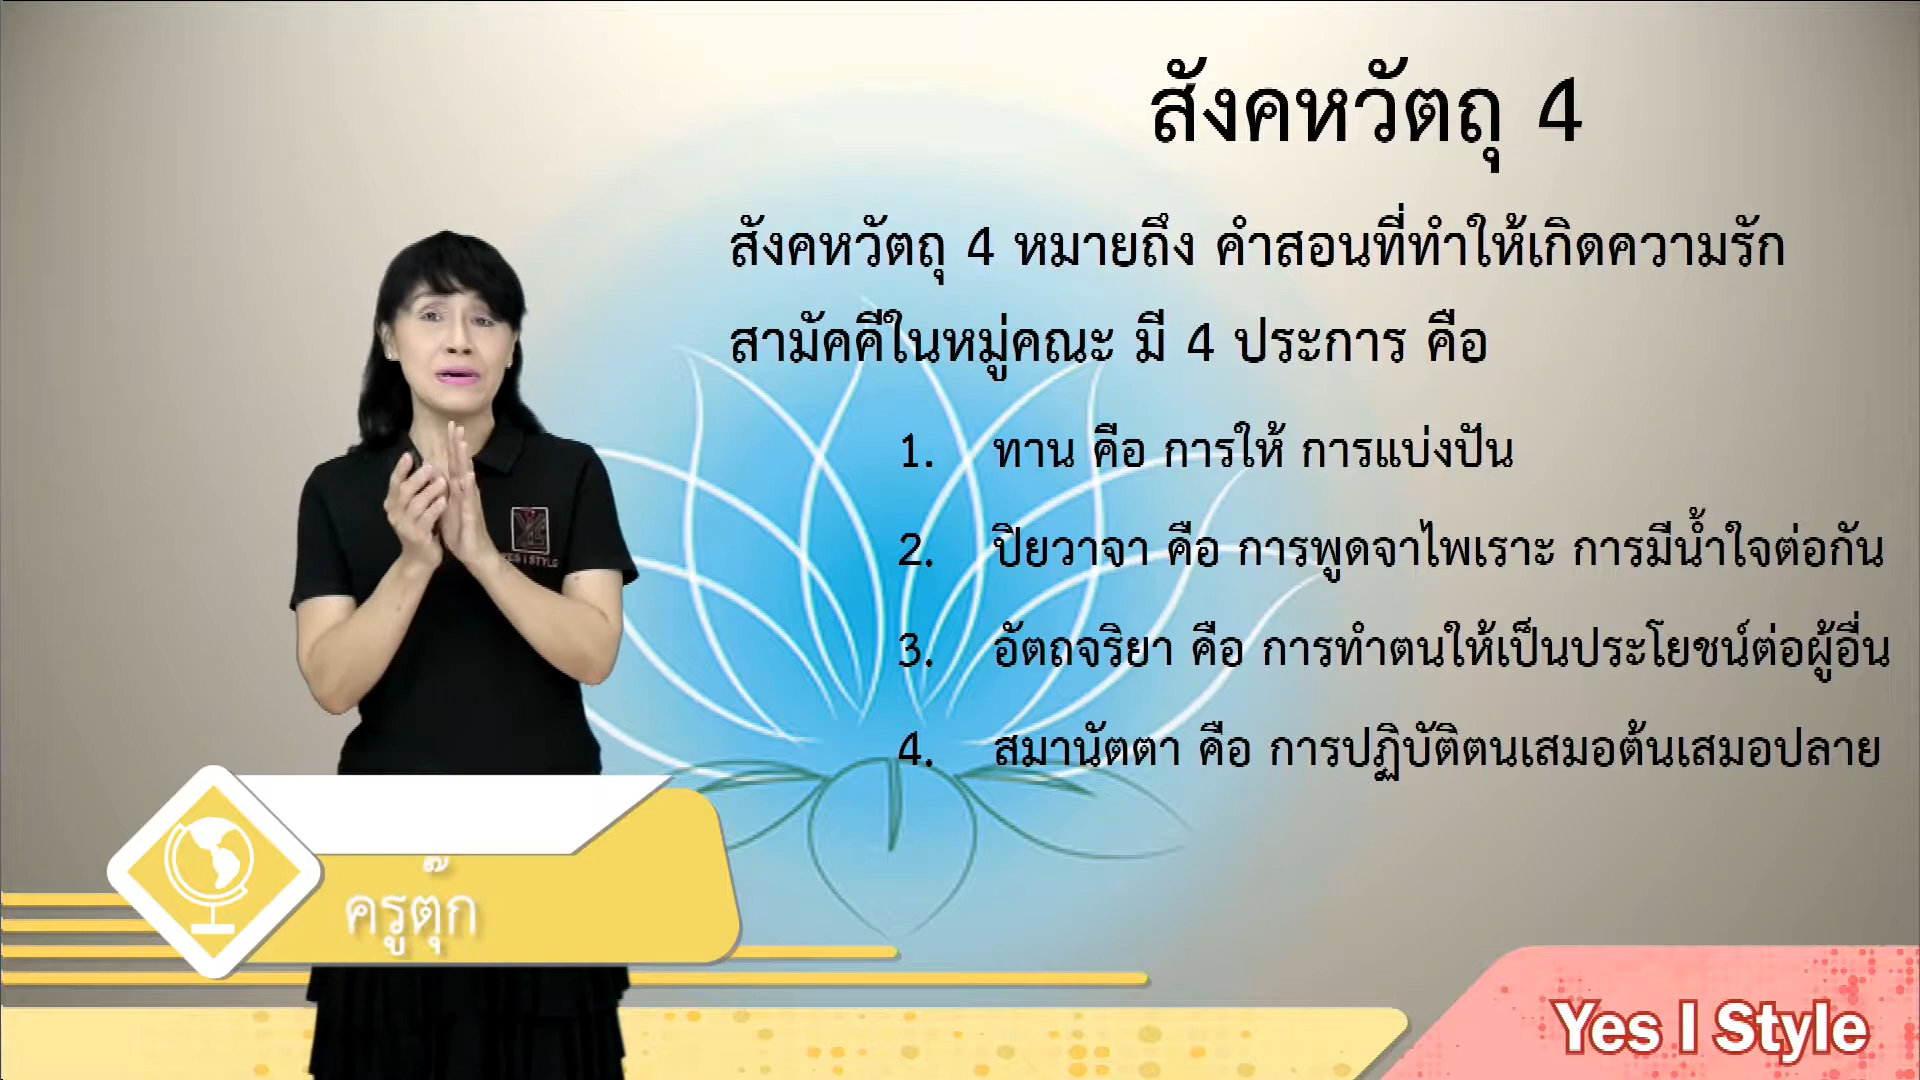 สังคหวัตถุ 4
สังคหวัตถุ 4 หมายถึง คำสอนที่ทำให้เกิดความรัก
สามัคคีในหมู่คณะ มี 4 ประการ คือ
1. ทาน คือ การให้ การแบ่งปัน
2. ปิยวาจา คือ การพูดจาไพเราะ การมีน้ำใจต่อกัน
3. อัตถจริยา คือ การทำตนให้เป็นประโยชน์ต่อผู้อื่น
4. สมานัตตา คือ การปฏิบัติตนเสมอต้นเสมอปลาย
YES I STYLE
ครูตุ๊ก
Yes I Style